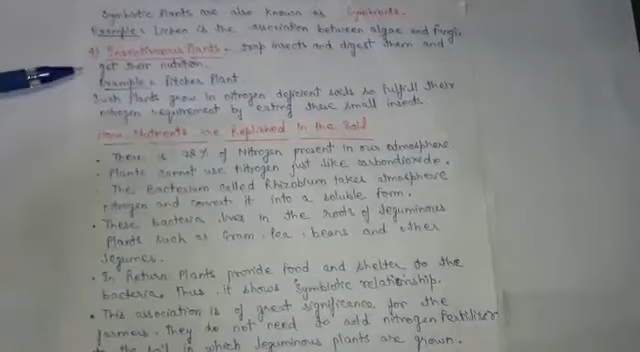 Symbiotic Plants are also known as Symbionts.
Example: Lichen is the association between algae and fungi.
4) Insectivorous Plants - trap insects and digest them and
get their nutrition.
Example: Pitcher Plant
Such Plants grow in nitrogen deficient soils so fulfill their
nitrogen requirement by eating these small insects.
How Nutrients are Replished In the Soil
• There is 78% of Nitrogen present in our atmosphere.
• Plants cannot use Nitrogen just like carbondioxide.
The Bacterium called Rhizobium takes atmosphere
nitrogen and convert it into a soluble form.
• These bacteria lives in the roots of leguminous
Plants such as Gram, Pea, beans and other
legumes.
• In Return Plants provide food and shelter to the
bacteria. Thus, it shows Symbiotic relationship.
• This association is of great significance for the
farmers. They do not need to add nitrogen Fertiliser
to the soil in which leguminous plants are grown.